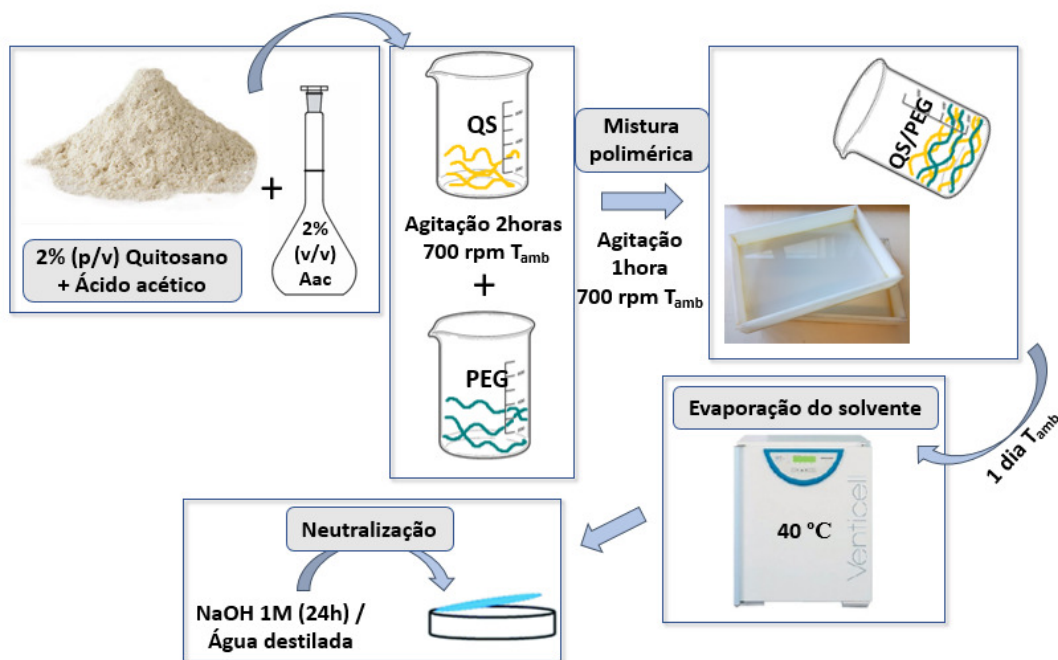 2% (p/v) Quitosano
+ Ácido acético
+
2%
(v/v)
Aac
QS
Agitação 2horas
700 rpm Tamb
+
PEG
Mistura
polimérica
Agitação
1hora
700 rpm Tamb
QS/PEG
1 dia Tamb
Evaporação do solvente
40 °C
Venticell
Neutralização
NaOH 1M (24h) /
Água destilada